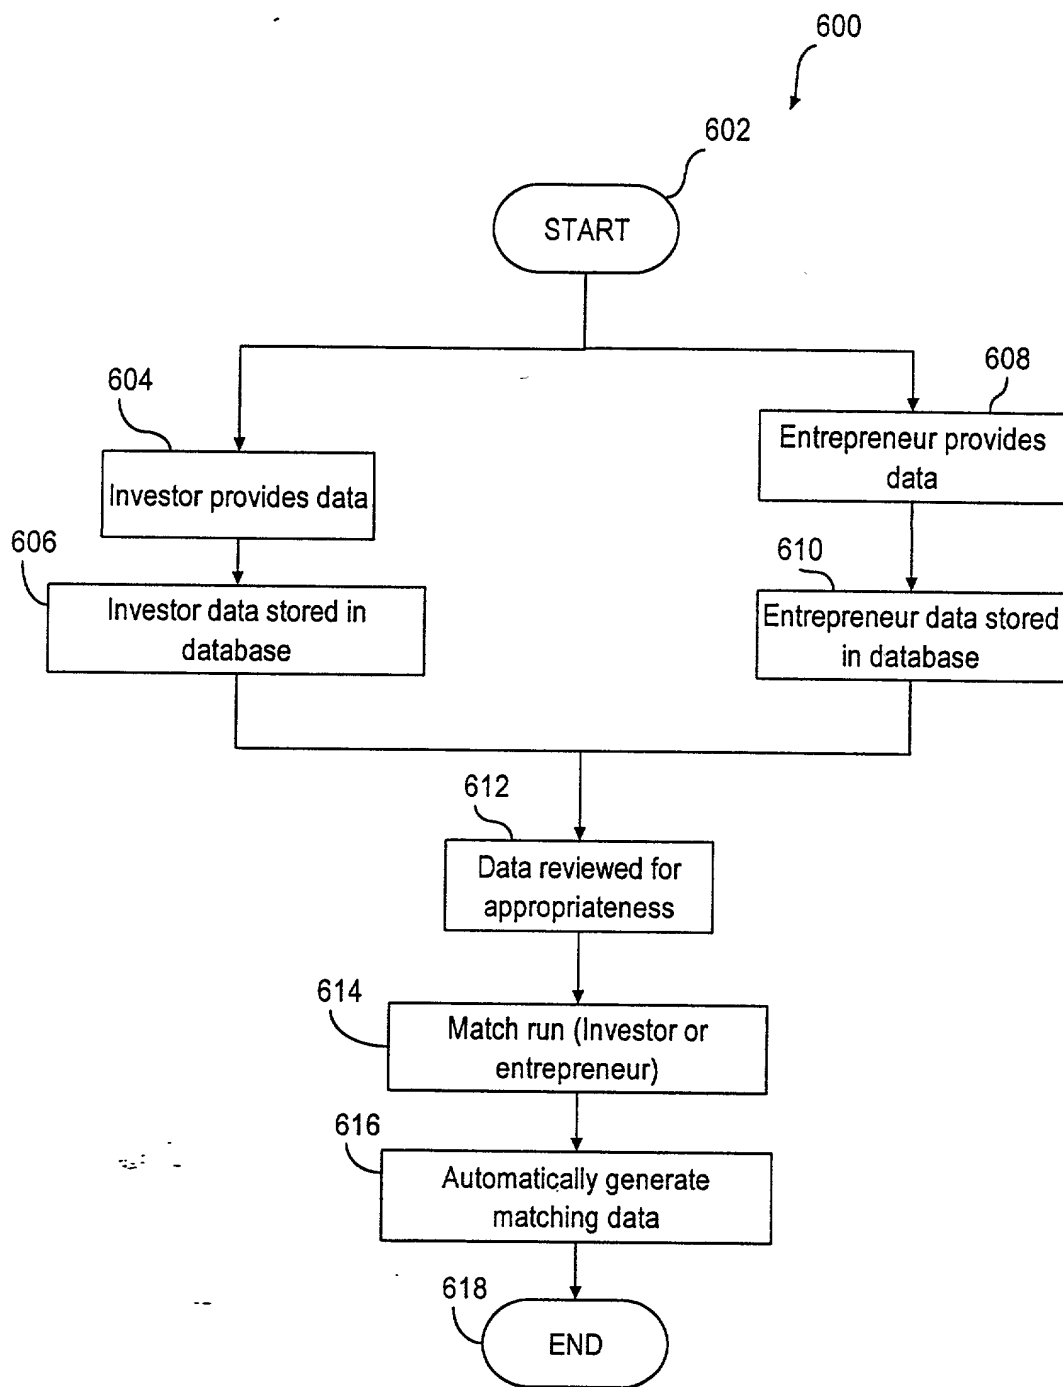 600
602
START
604
Investor provides data
606
Investor data stored in
database
608
Entrepreneur provides
data
610
Entrepreneur data stored
in database
612
Data reviewed for
appropriateness
614
Match run (Investor or
entrepreneur)
616
Automatically generate
matching data
618
END